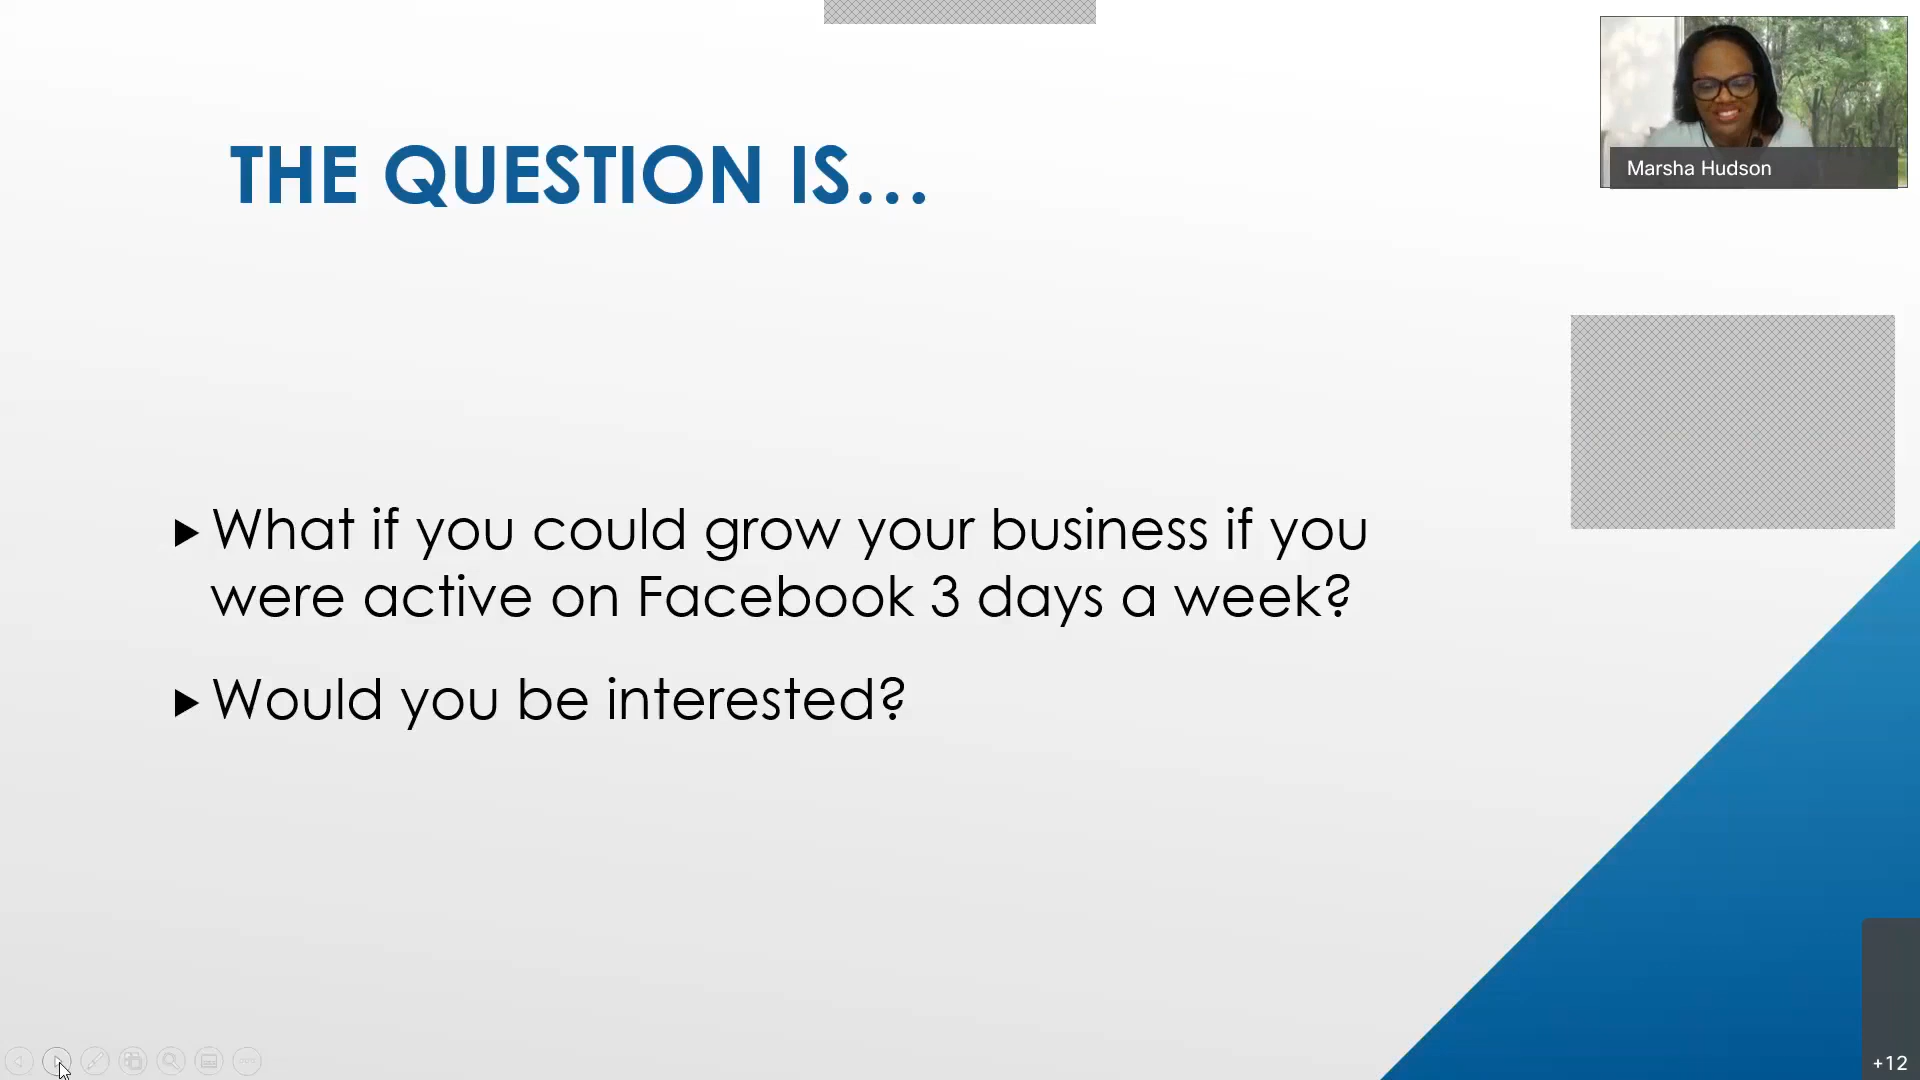 THE QUESTION IS...
Marsha Hudson
What if you could grow your business if you
were active on Facebook 3 days a week?
Would you be interested?
+12